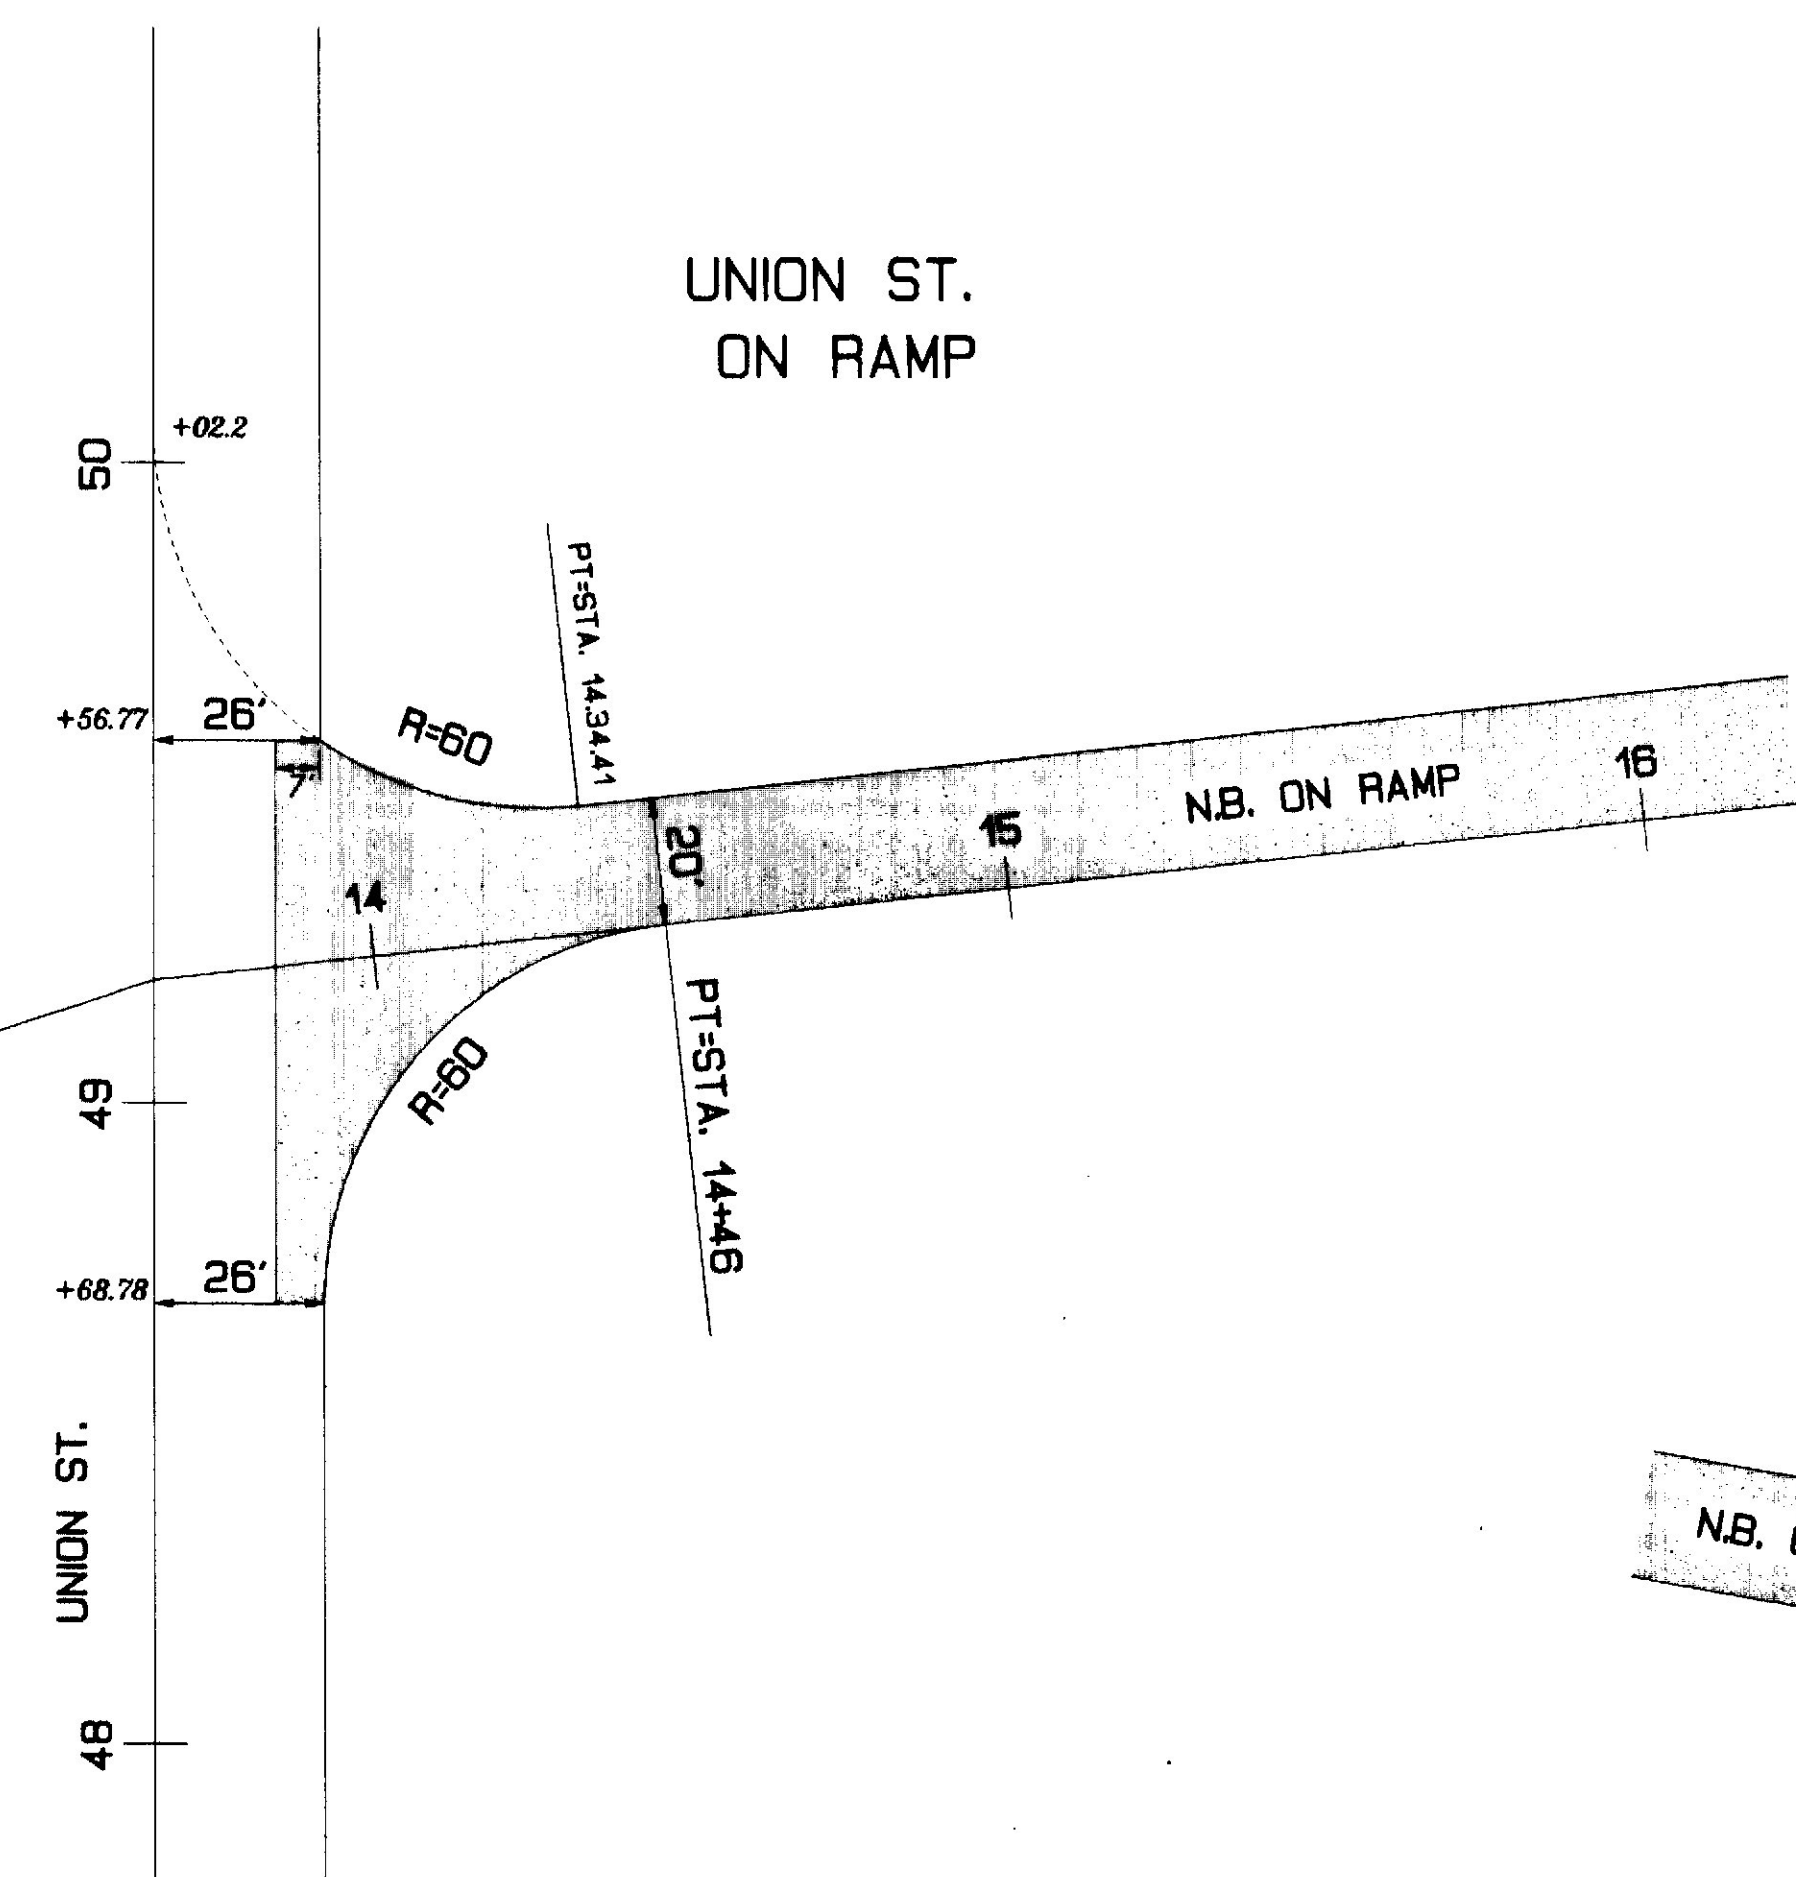 UNION ST.
ON RAMP
+02.2
50
PT=STA. 14.34.41
26'
+56.77
R=60
7'
16
N.B. ON RAMP
15
20'
14
PT=STA. 14+46
R=60
49
26'
+68.78
UNION ST.
N.B.
48